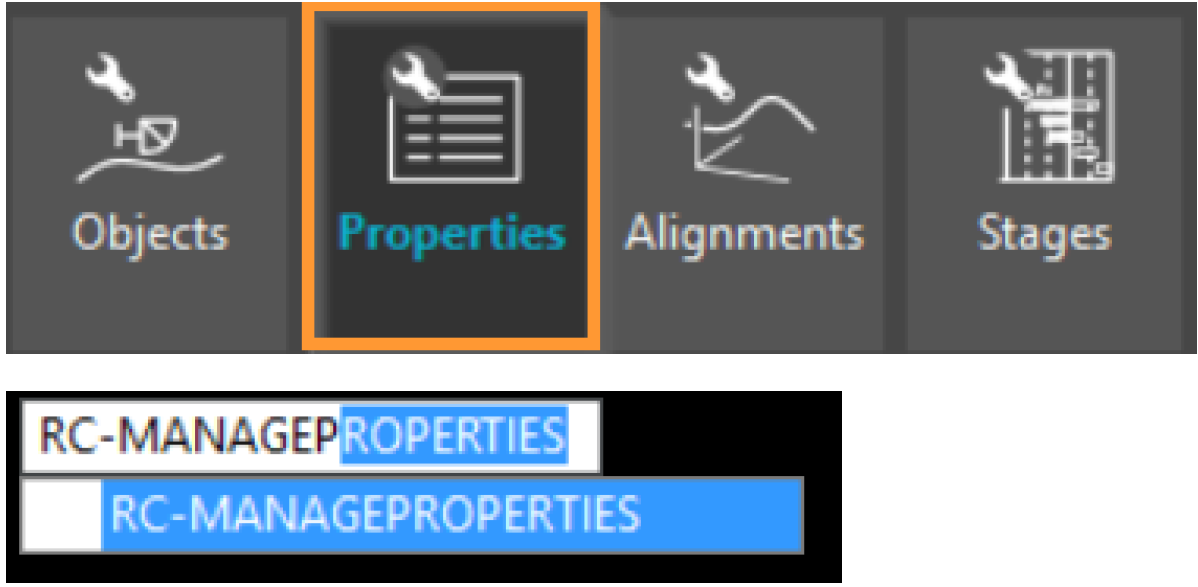 Objects Properties Alignments Stages
RC-MANAGEPROPERTIES
RC-MANAGEPROPERTIES